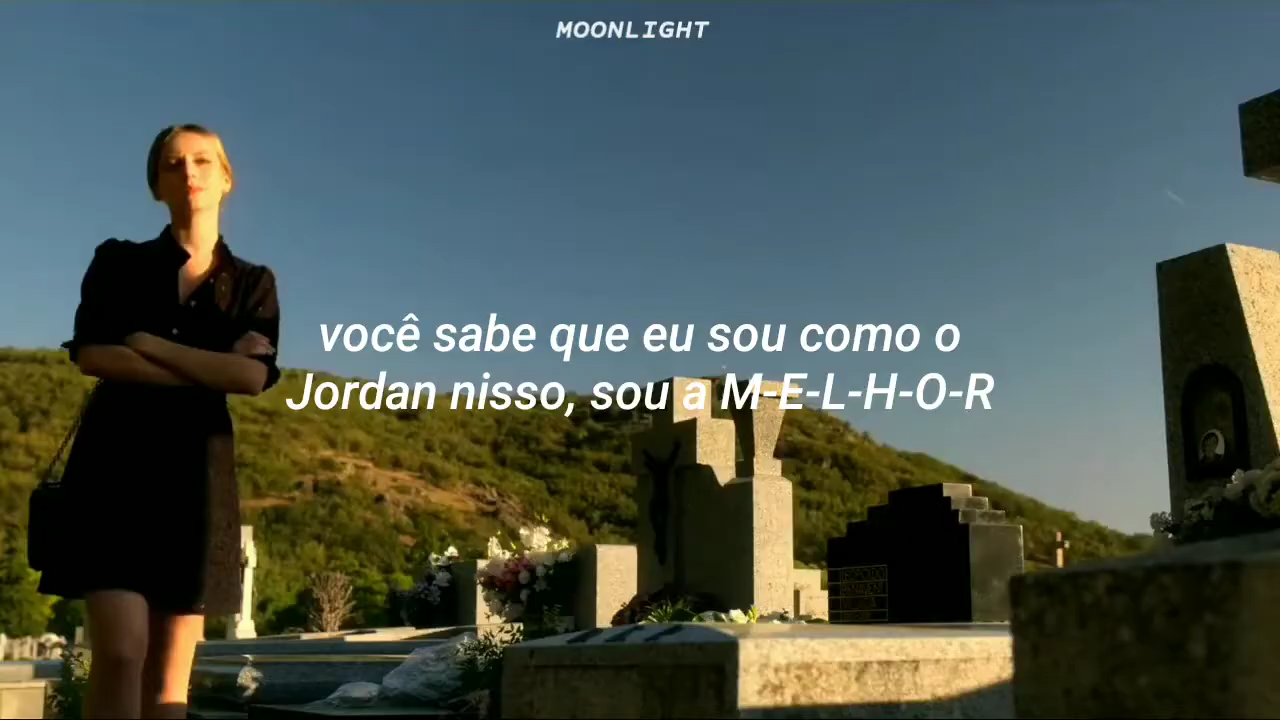 MOONLIGHT
você sabe que eu sou como o
Jordan nisso, sou a M-E-L-H-O-R